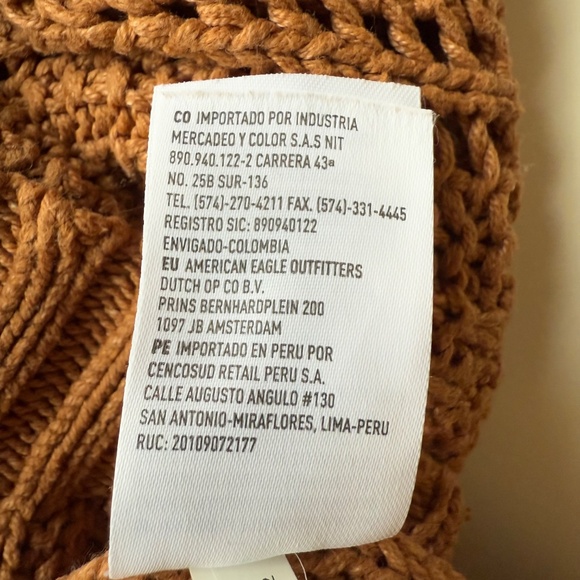 CO IMPORTADO POR INDUSTRIA
MERCADEO Y COLOR S.A.S NIT
890.940.122-2 CARRERA 43ª
NO. 25B SUR-136
TEL. (574)-270-4211 FAX. (574)-331-4445
REGISTRO SIC: 890940122
ENVIGADO-COLOMBIA
EU AMERICAN EAGLE OUTFITTERS
DUTCH OP CO B.V.
PRINS BERNHARDPLEIN 200
1097 JB AMSTERDAM
PE IMPORTADO EN PERU POR
CENCOSUD RETAIL PERU S.A.
CALLE AUGUSTO ANGULO #130
SAN ANTONIO-MIRAFLORES, LIMA-PERU
RUC: 20109072177